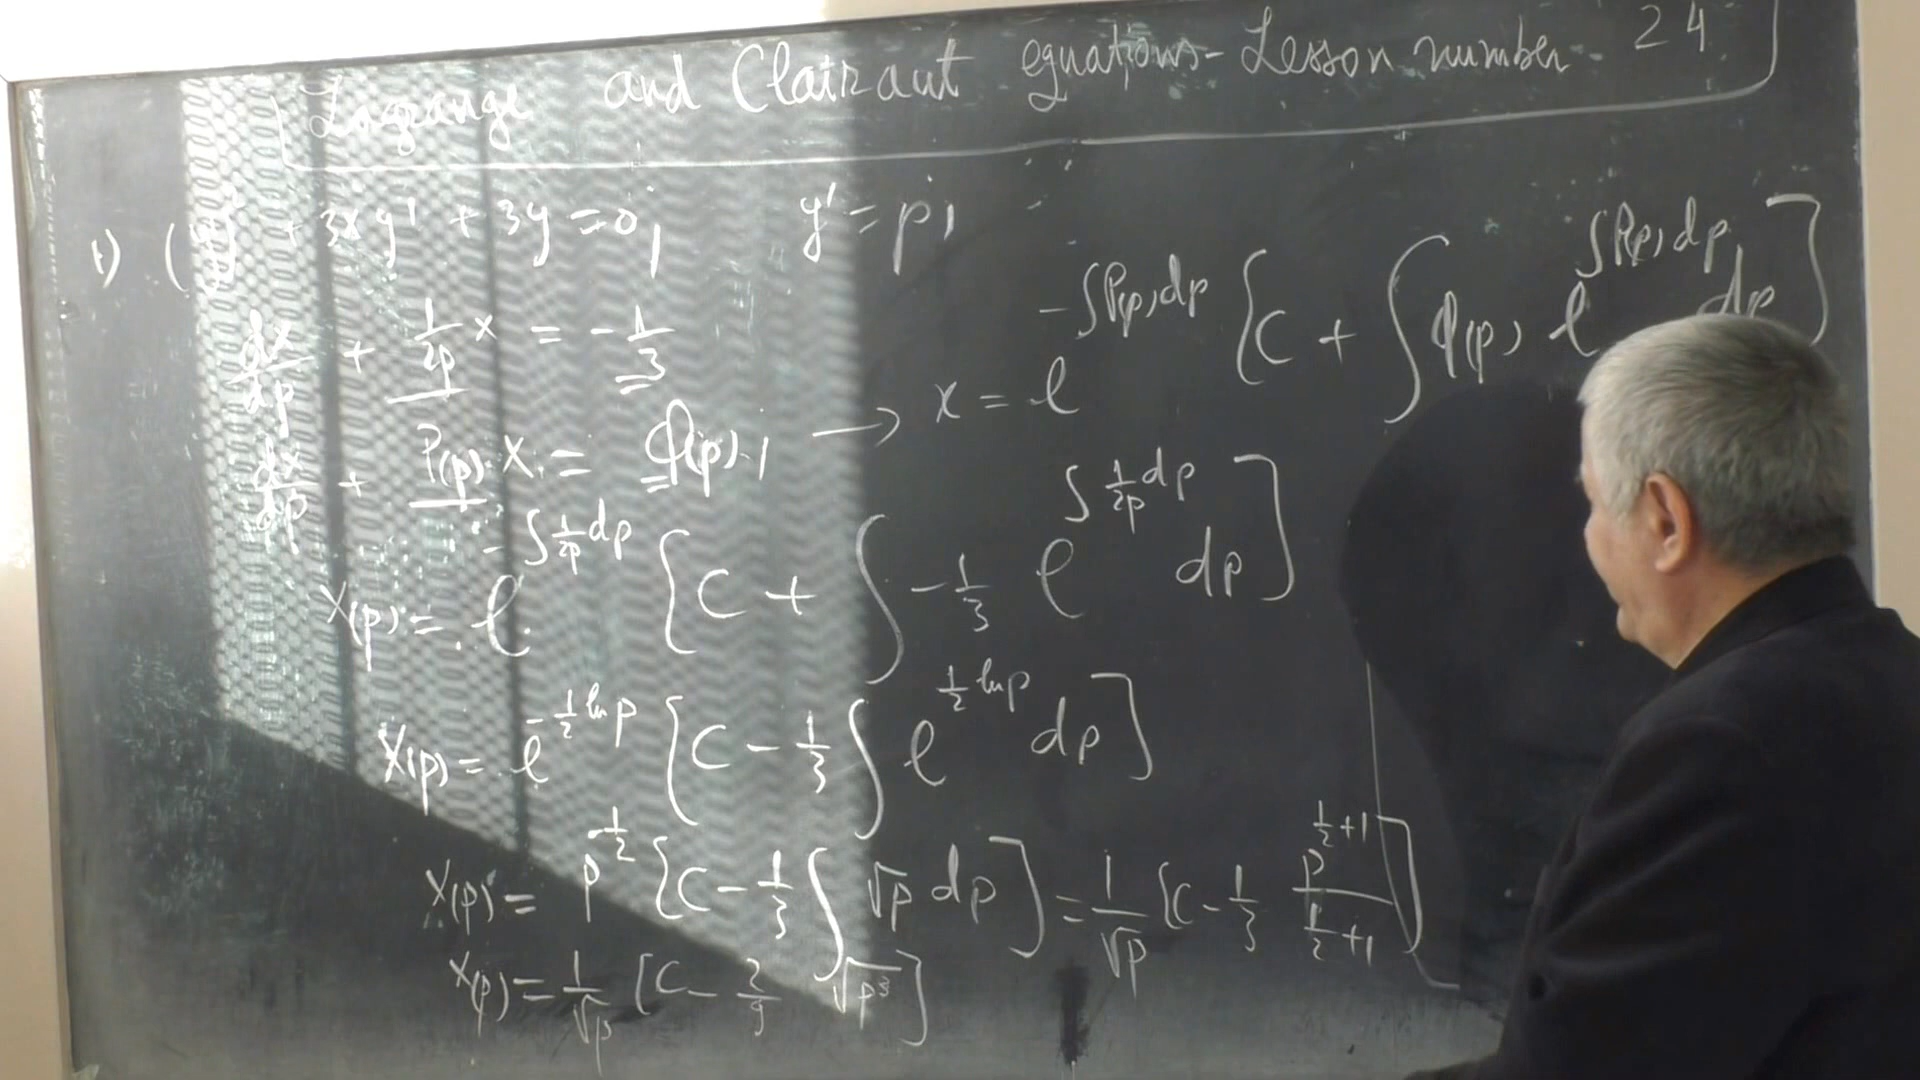 Lagrange and Clairaut equations - Lesson number 24
1) ( + 3xy' + 3y = 0, y' = p,
dx/dp + 1/2p x = - 1/3
dx/dp + P(p) · x = Q(p), → x = e^{-∫P(p)dp} [C + ∫ Q(p) e^{∫P(p)dp} dp]
x(p) = e^{-∫ 1/2p dp} [C + ∫ - 1/3 e^{∫ 1/2p dp} dp]
x(p) = e^{-1/2 ln p} [C - 1/3 ∫ e^{1/2 ln p} dp]
x(p) = p^{-1/2} [C - 1/3 ∫ √p dp] = 1/√p [C - 1/3 p^{1/2+1}/(1/2+1)]
x(p) = 1/√p [C - 2/9 √p³]